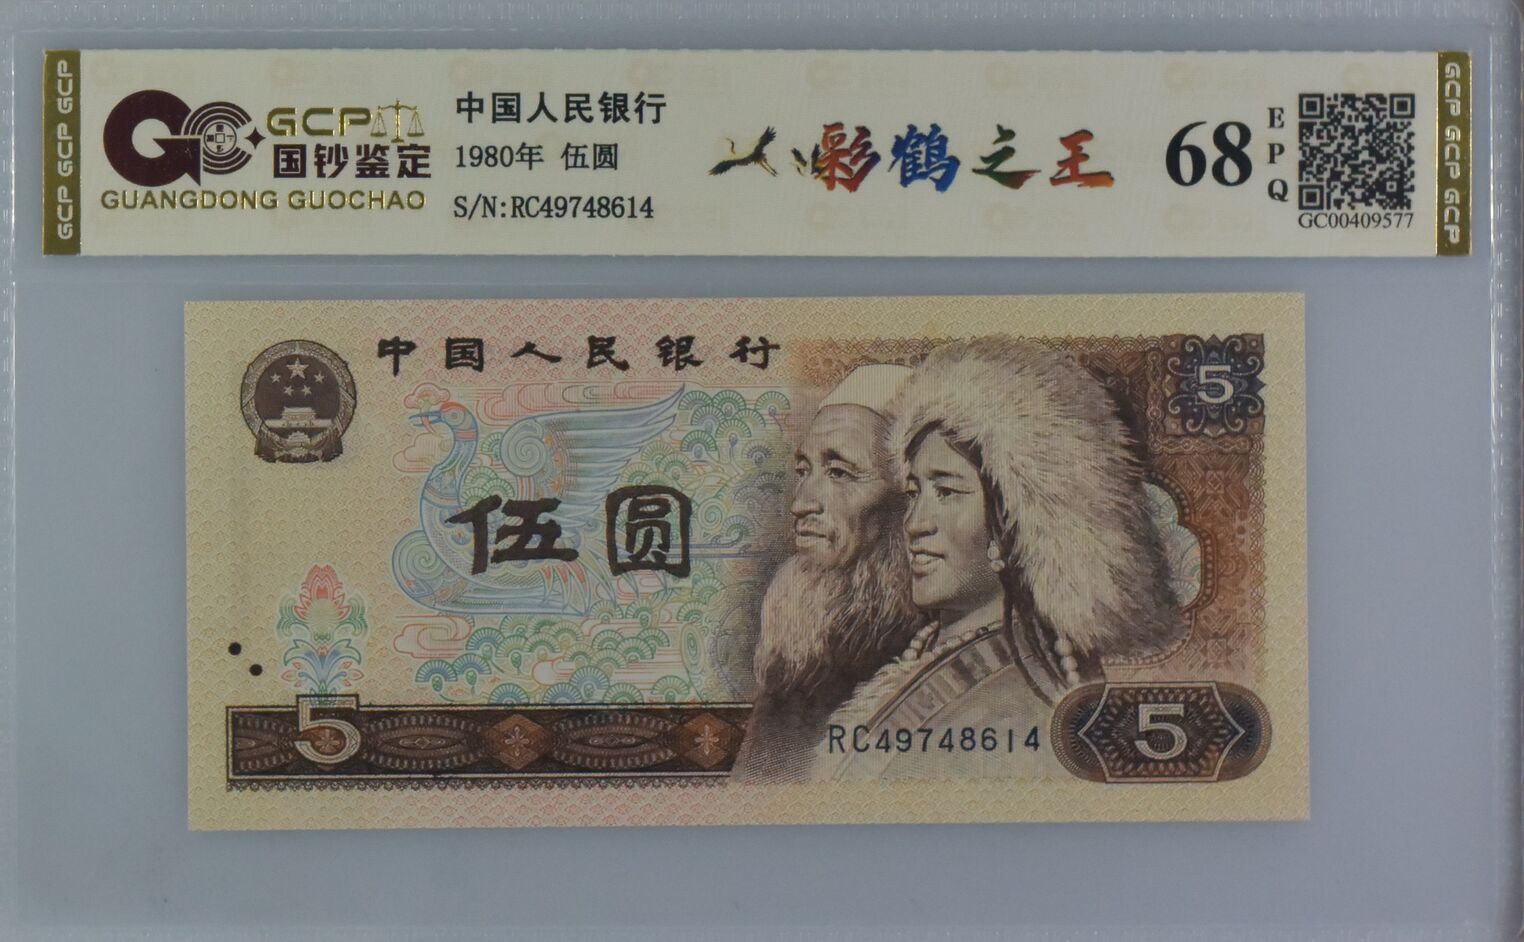 GCP GCP GCP
GCP
国钞鉴定
GUANGDONG GUOCHAO
中国人民银行
1980年 伍圆
S/N:RC49748614
彩鹤之王
68
EPQ
GC00409577
GCP GCP GCP
中国人民银行
5
伍圆
5
RC49748614
5